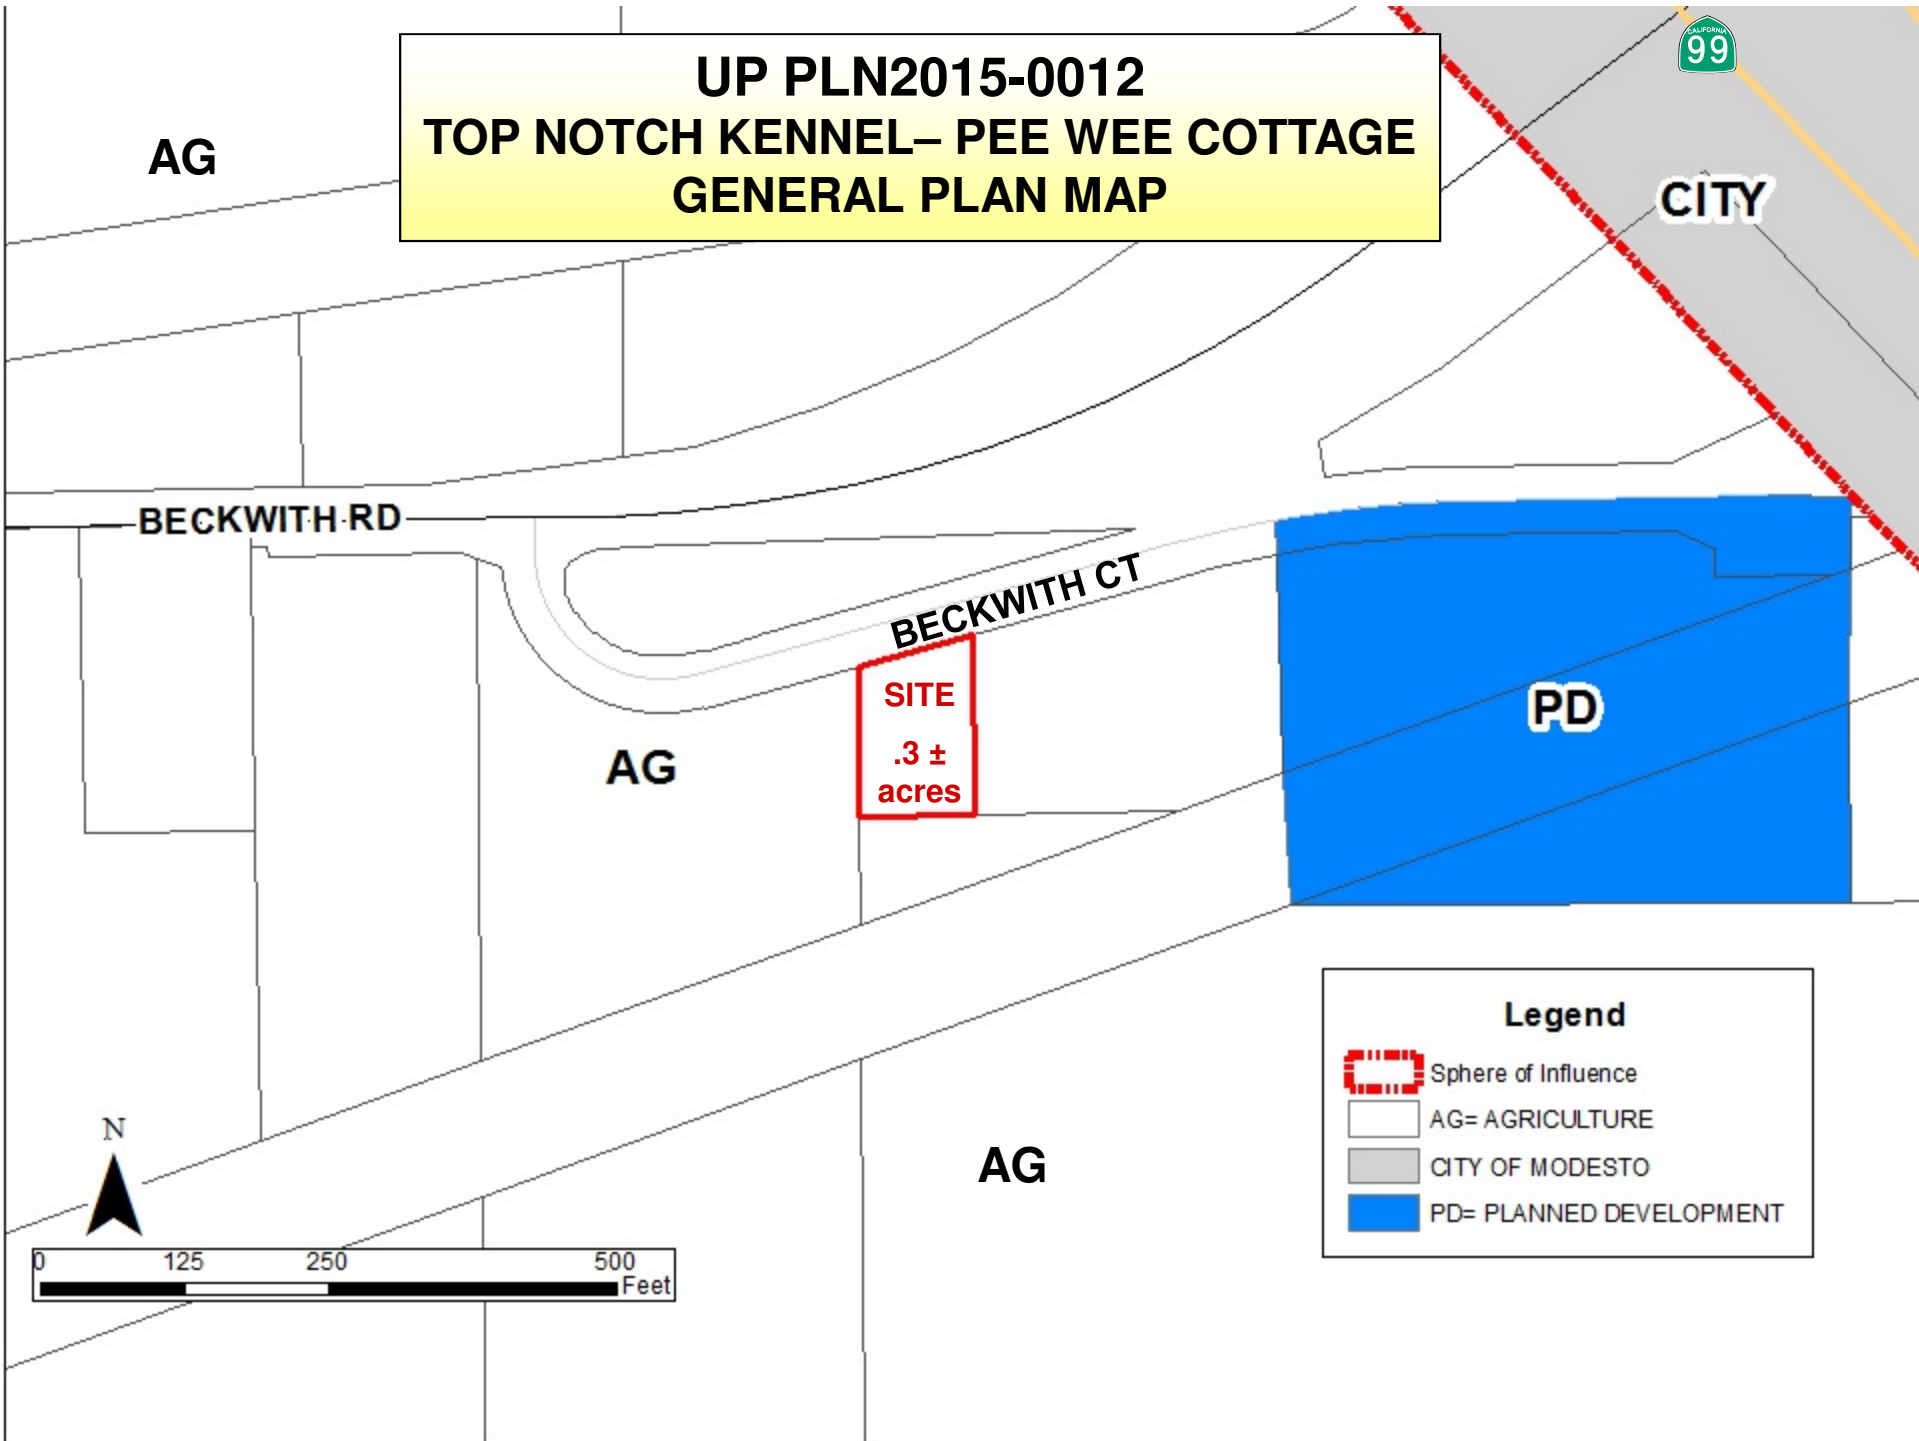 UP PLN2015-0012
TOP NOTCH KENNEL– PEE WEE COTTAGE
GENERAL PLAN MAP
CALIFORNIA
99
AG
CITY
BECKWITH RD
BECKWITH CT
SITE
.3 ±
acres
PD
AG
AG
Legend
Sphere of Influence
AG= AGRICULTURE
CITY OF MODESTO
PD= PLANNED DEVELOPMENT
N
0 125 250 500
Feet